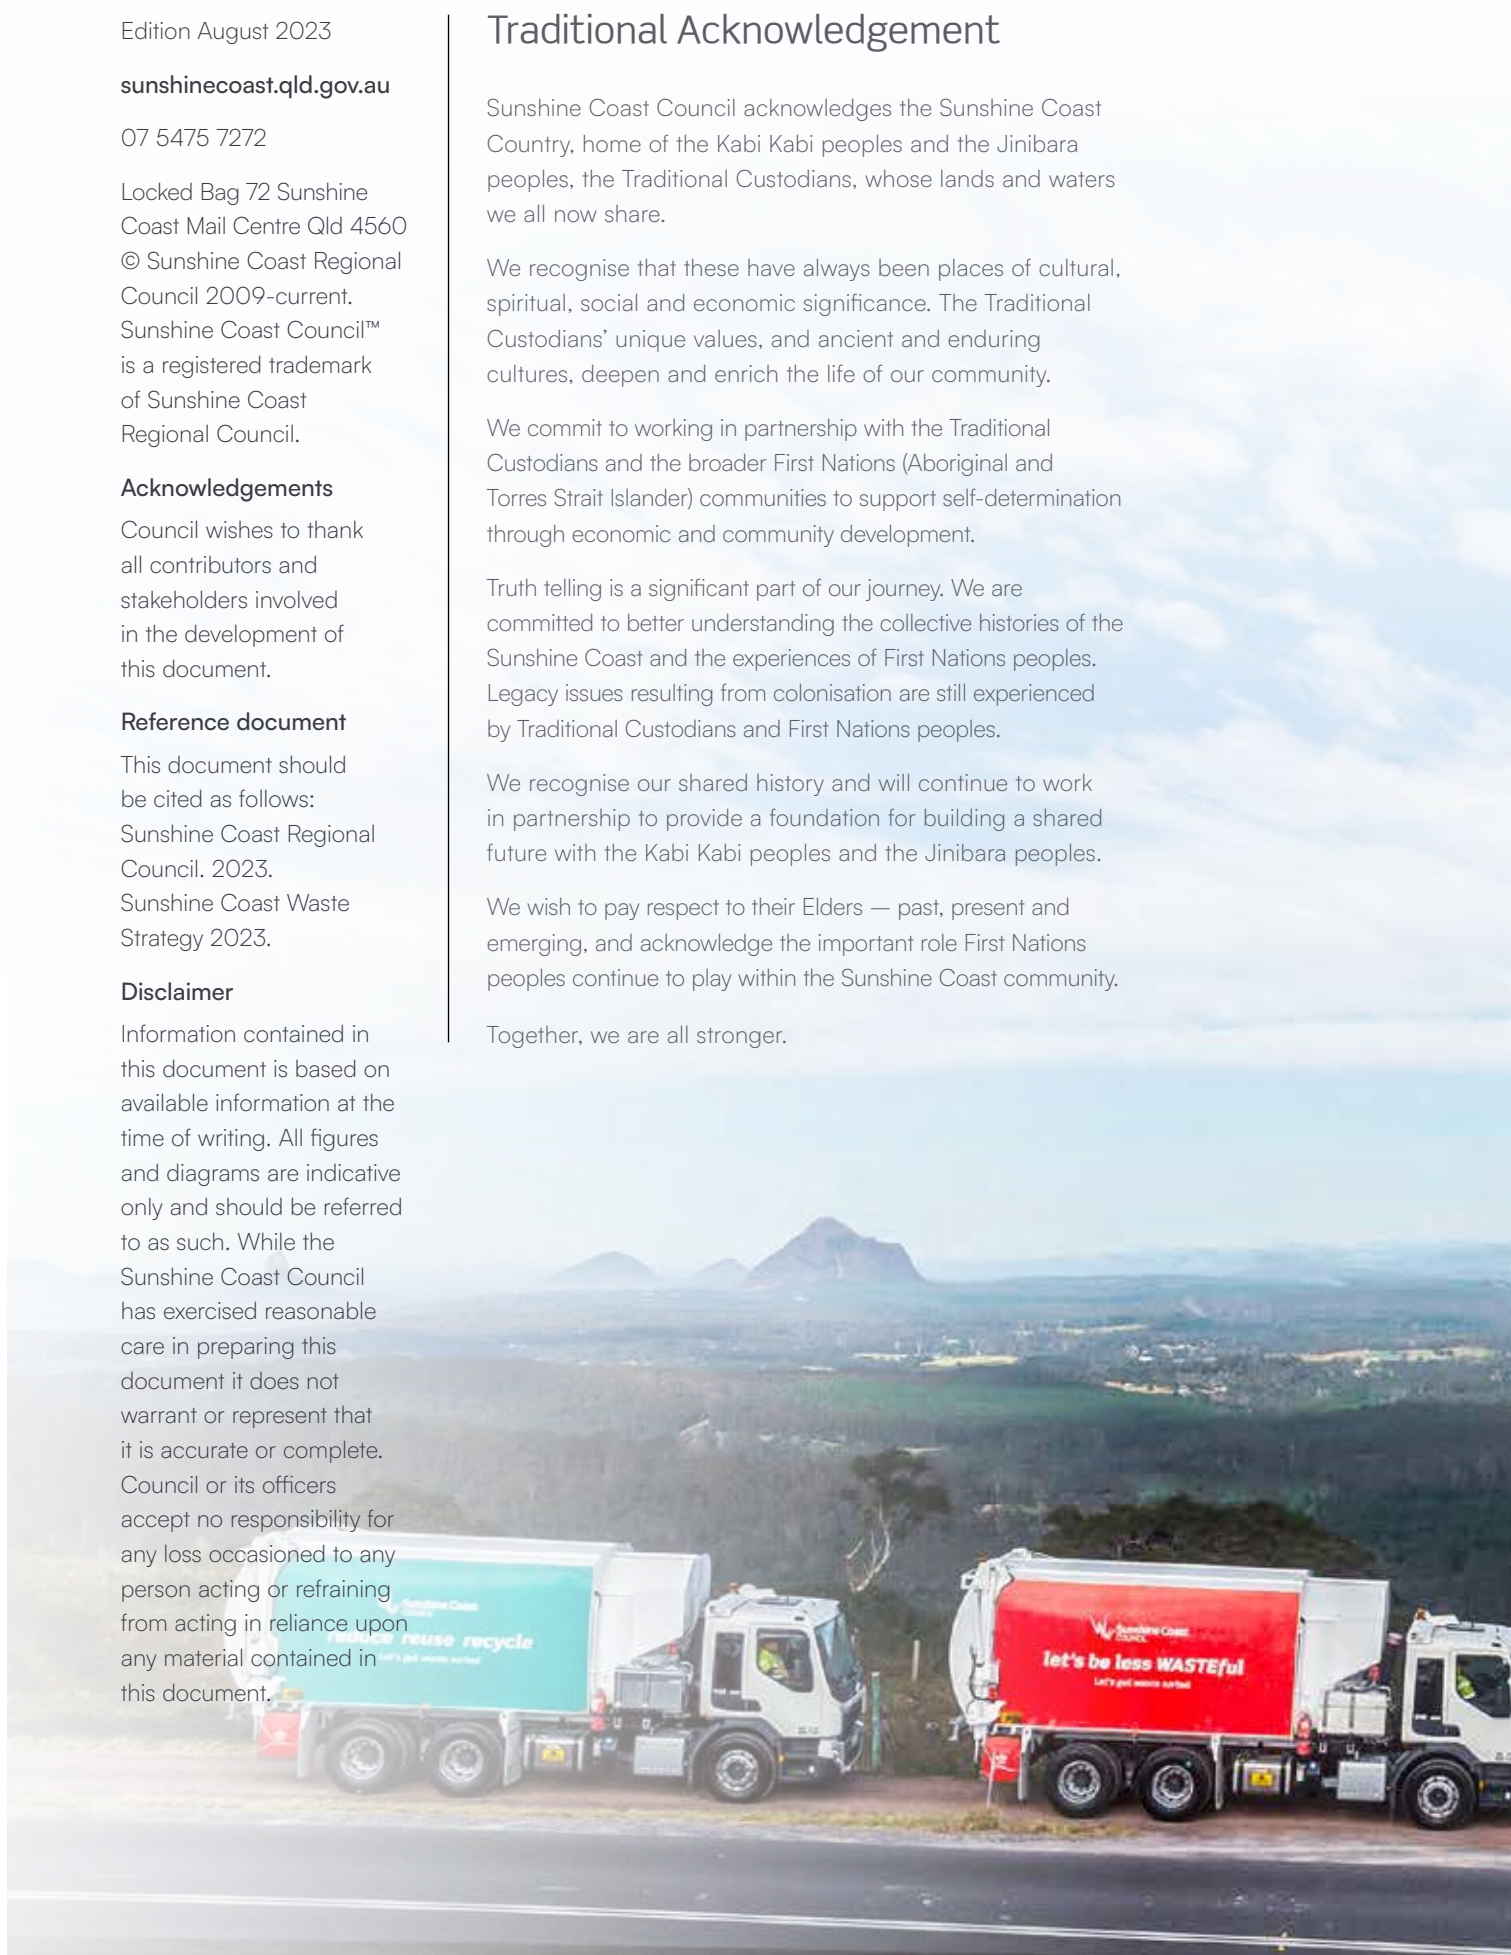 Edition August 2023
sunshinecoast.qld.gov.au
07 5475 7272
Locked Bag 72 Sunshine
Coast Mail Centre Qld 4560
© Sunshine Coast Regional
Council 2009-current.
Sunshine Coast Council™
is a registered trademark
of Sunshine Coast
Regional Council.
Acknowledgements
Council wishes to thank
all contributors and
stakeholders involved
in the development of
this document.
Reference document
This document should
be cited as follows:
Sunshine Coast Regional
Council. 2023.
Sunshine Coast Waste
Strategy 2023.
Disclaimer
Information contained in
this document is based on
available information at the
time of writing. All figures
and diagrams are indicative
only and should be referred
to as such. While the
Sunshine Coast Council
has exercised reasonable
care in preparing this
document it does not
warrant or represent that
it is accurate or complete.
Council or its officers
accept no responsibility for
any loss occasioned to any
person acting or refraining
from acting in reliance upon
any material contained in
this document.
Traditional Acknowledgement
Sunshine Coast Council acknowledges the Sunshine Coast
Country, home of the Kabi Kabi peoples and the Jinibara
peoples, the Traditional Custodians, whose lands and waters
we all now share.
We recognise that these have always been places of cultural,
spiritual, social and economic significance. The Traditional
Custodians’ unique values, and ancient and enduring
cultures, deepen and enrich the life of our community.
We commit to working in partnership with the Traditional
Custodians and the broader First Nations (Aboriginal and
Torres Strait Islander) communities to support self-determination
through economic and community development.
Truth telling is a significant part of our journey. We are
committed to better understanding the collective histories of the
Sunshine Coast and the experiences of First Nations peoples.
Legacy issues resulting from colonisation are still experienced
by Traditional Custodians and First Nations peoples.
We recognise our shared history and will continue to work
in partnership to provide a foundation for building a shared
future with the Kabi Kabi peoples and the Jinibara peoples.
We wish to pay respect to their Elders — past, present and
emerging, and acknowledge the important role First Nations
peoples continue to play within the Sunshine Coast community.
Together, we are all stronger.
Sunshine Coast
COUNCIL
reduce reuse recycle
Let's get waste sorted
Sunshine Coast
COUNCIL
let's be less WASTEful
Let's get waste sorted